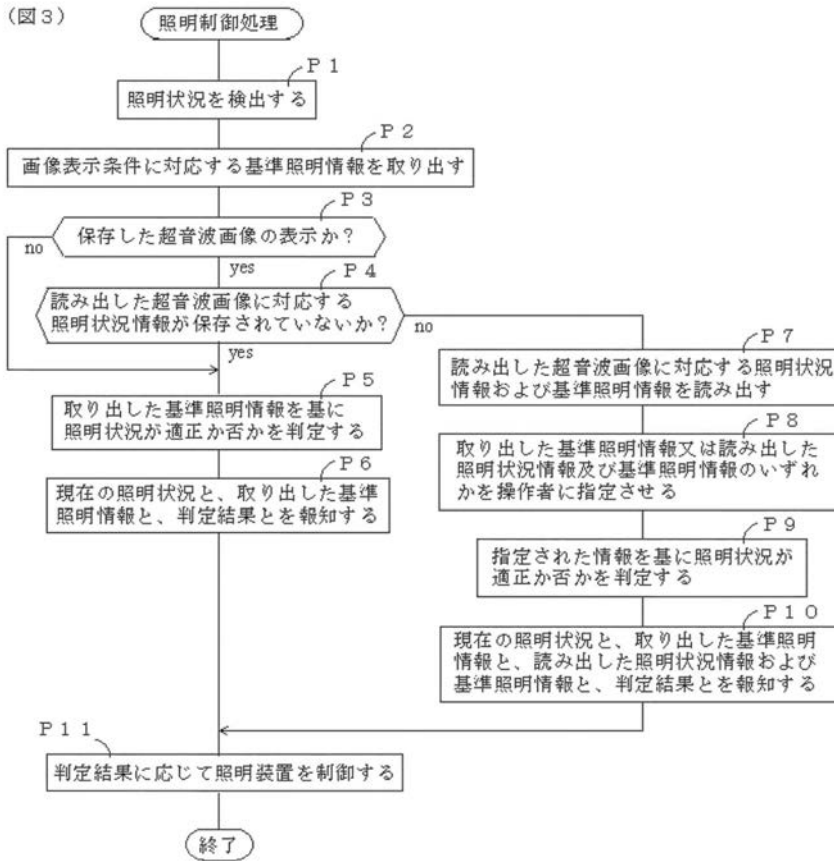 (図3)
照明制御処理
P1
照明状況を検出する
P2
画像表示条件に対応する基準照明情報を取り出す
P3
保存した超音波画像の表示か?
no
yes
P4
読み出した超音波画像に対応する
照明状況情報が保存されていないか?
no
yes
P5
取り出した基準照明情報を基に
照明状況が適正か否かを判定する
P6
現在の照明状況と、取り出した基準
照明情報と、判定結果とを報知する
P7
読み出した超音波画像に対応する照明状況
情報および基準照明情報を読み出す
P8
取り出した基準照明情報又は読み出した
照明状況情報及び基準照明情報のいずれ
かを操作者に指定させる
P9
指定された情報を基に照明状況が
適正か否かを判定する
P10
現在の照明状況と、取り出した基準照明
情報と、読み出した照明状況情報および
基準照明情報と、判定結果とを報知する
P11
判定結果に応じて照明装置を制御する
終了